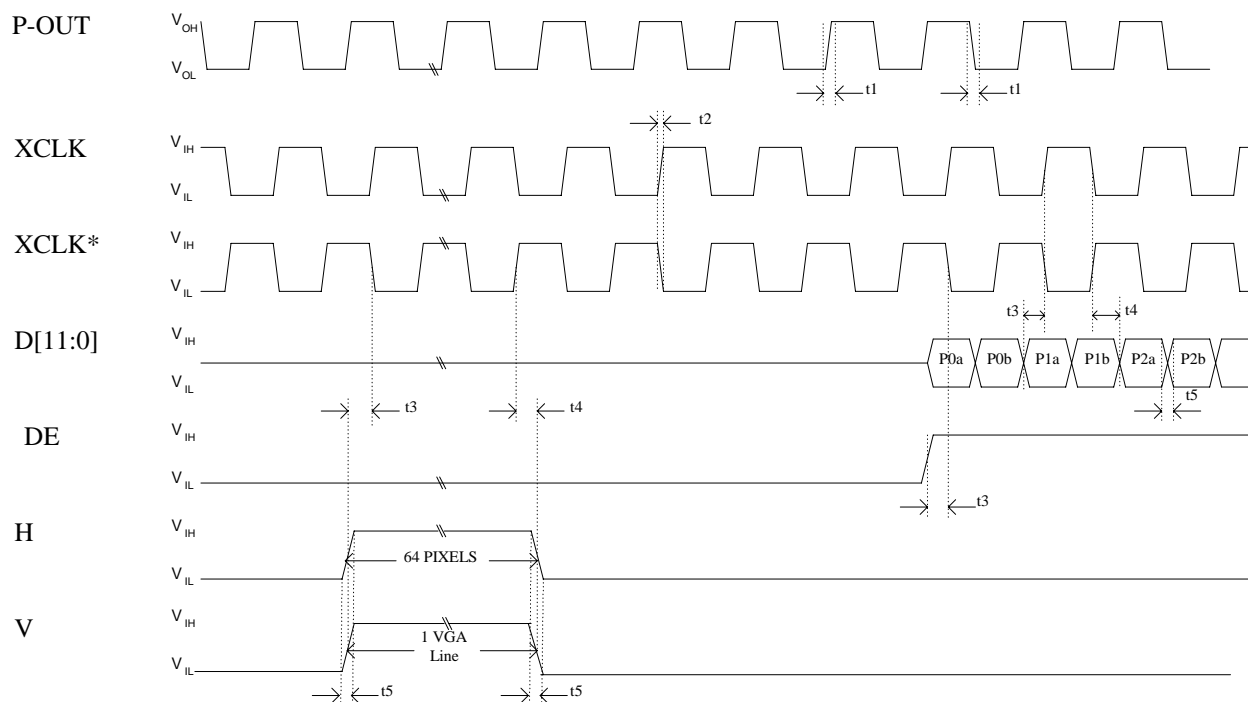 P-OUT
VOH
VOL
t1
t1
t2
XCLK
VIH
VIL
XCLK*
VIH
VIL
t3
t4
D[11:0]
VIH
VIL
P0a
P0b
P1a
P1b
P2a
P2b
t5
t3
t4
DE
VIH
VIL
t3
H
VIH
VIL
64 PIXELS
V
VIH
VIL
1 VGA
Line
t5
t5